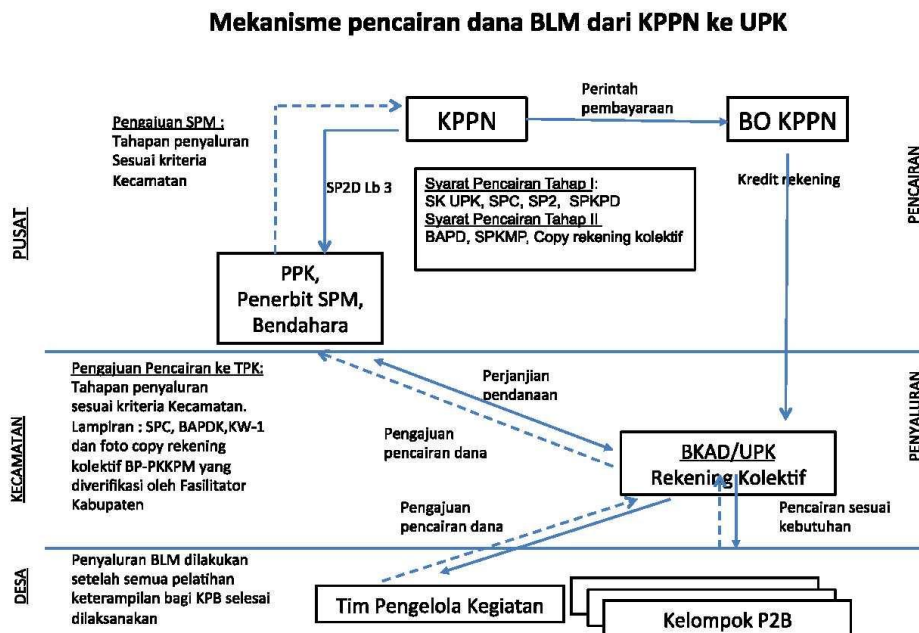 Mekanisme pencairan dana BLM dari KPPN ke UPK
Pengajuan SPM :
Tahapan penyaluran
Sesuai kriteria
Kecamatan
KPPN
Perintah
pembayaraan
BO KPPN
SP2D Lb 3
Kredit rekening
Syarat Pencairan Tahap I:
SK UPK, SPC, SP2, SPKPD
Syarat Pencairan Tahap II
BAPD, SPKMP, Copy rekening kolektif
PUSAT
PENCAIRAN
PPK,
Penerbit SPM,
Bendahara
Pengajuan Pencairan ke TPK:
Tahapan penyaluran
sesuai kriteria Kecamatan.
Lampiran : SPC, BAPDK,KW-1
dan foto copy rekening
kolektif BP-PKKPM yang
diverifikasi oleh Fasilitator
Kabupaten
KECAMATAN
Perjanjian
pendanaan
Pengajuan
pencairan dana
BKAD/UPK
Rekening Kolektif
PENYALURAN
Pengajuan
pencairan dana
Pencairan sesuai
kebutuhan
DESA
Penyaluran BLM dilakukan
setelah semua pelatihan
keterampilan bagi KPB selesai
dilaksanakan
Tim Pengelola Kegiatan
Kelompok P2B